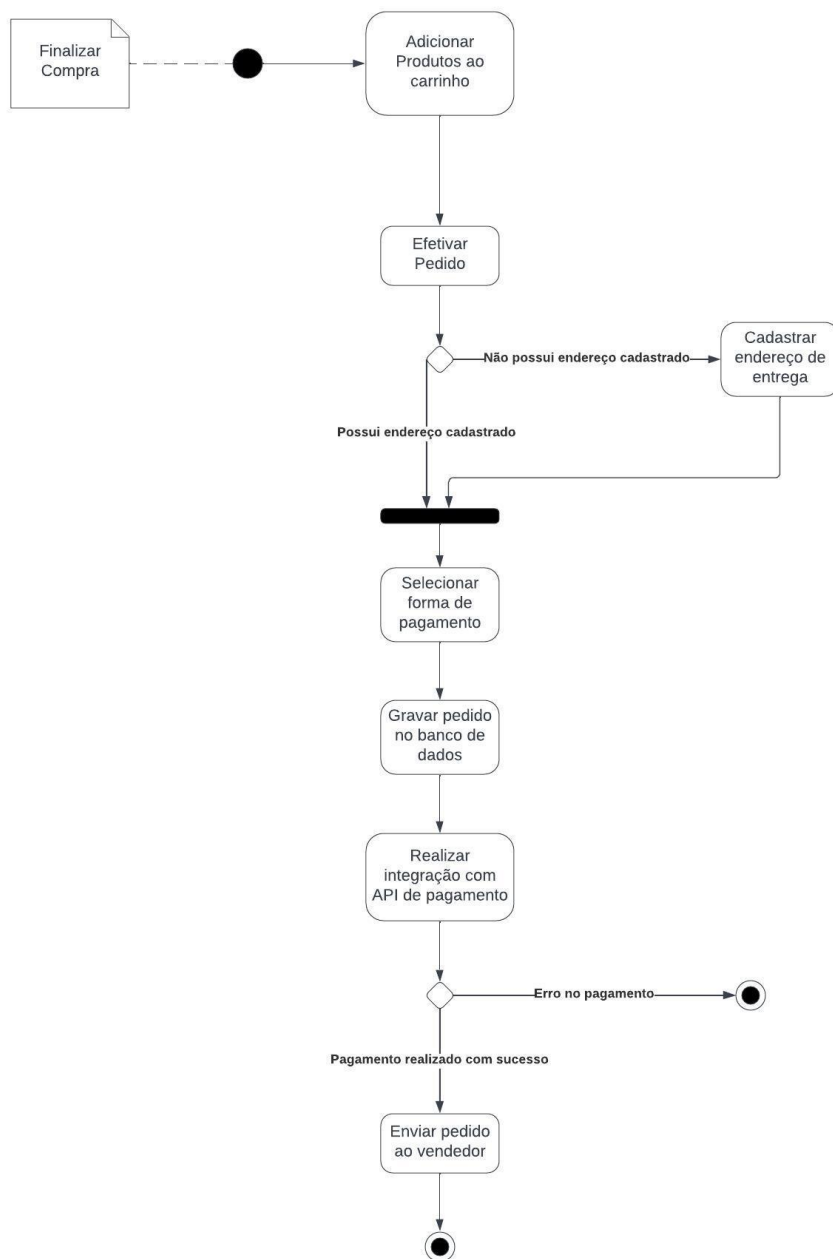 Finalizar
Compra
Adicionar
Produtos ao
carrinho
Efetivar
Pedido
Não possui endereço cadastrado
Cadastrar
endereço de
entrega
Possui endereço cadastrado
Selecionar
forma de
pagamento
Gravar pedido
no banco de
dados
Realizar
integração com
API de pagamento
Erro no pagamento
Pagamento realizado com sucesso
Enviar pedido
ao vendedor